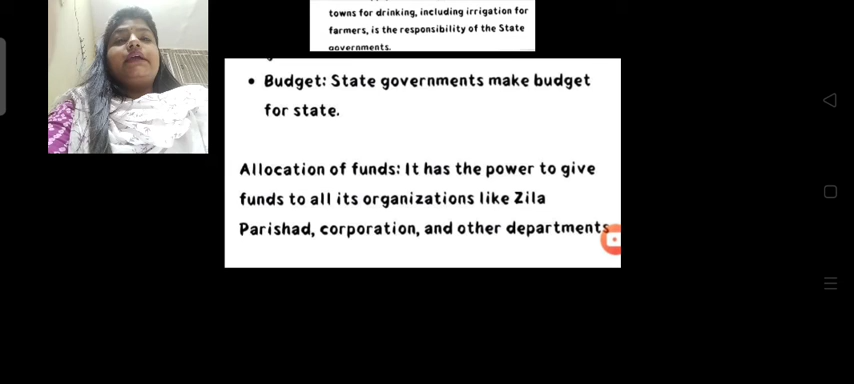 towns for drinking, including irrigation for
farmers, is the responsibility of the State
governments.
• Budget: State governments make budget
for state.
Allocation of funds: It has the power to give
funds to all its organizations like Zila
Parishad, corporation, and other departments